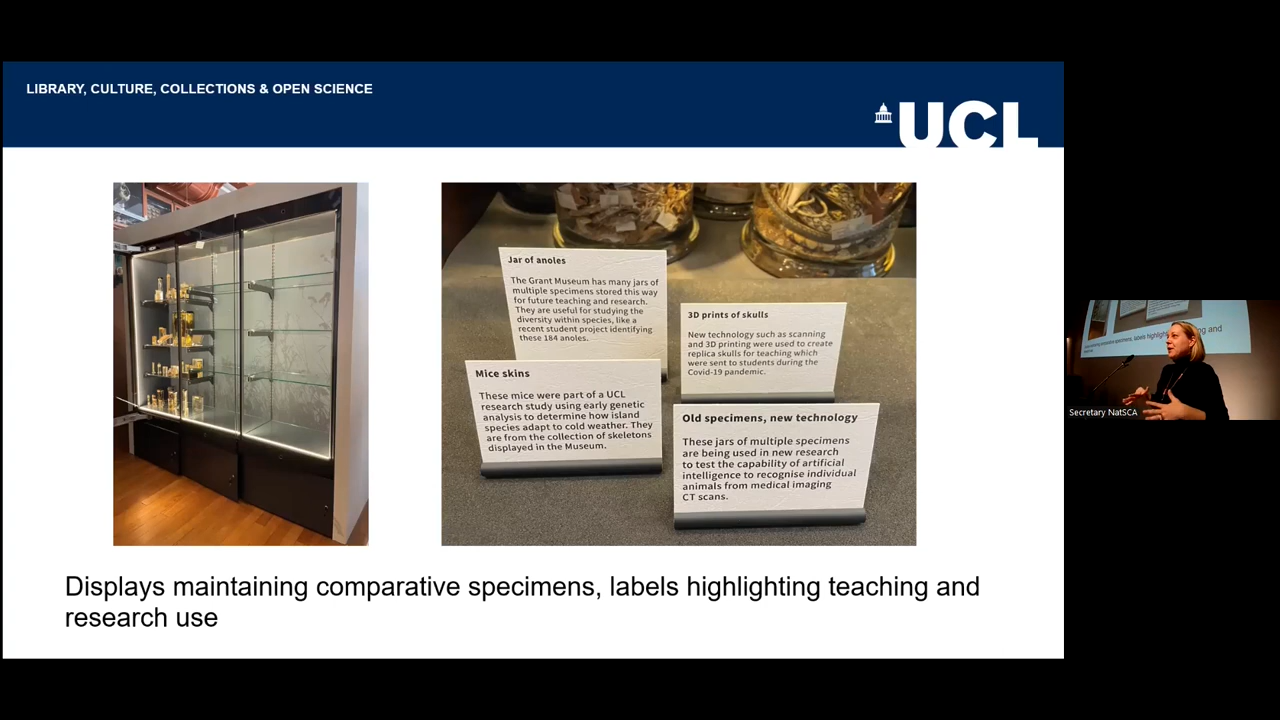 LIBRARY, CULTURE, COLLECTIONS & OPEN SCIENCE
UCL
Jar of anoles
The Grant Museum has many jars of
multiple specimens stored this way
for future teaching and research.
They are useful for studying the
diversity within species, like a
recent student project identifying
these 184 anoles.
3D prints of skulls
New technology such as scanning
and 3D printing were used to create
replica skulls for teaching which
were sent to students during the
Covid-19 pandemic.
Mice skins
These mice were part of a UCL
research study using early genetic
analysis to determine how island
species adapt to cold weather. They
are from the collection of skeletons
displayed in the Museum.
Old specimens, new technology
These jars of multiple specimens
are being used in new research
to test the capability of artificial
intelligence to recognise individual
animals from medical imaging
CT scans.
Displays maintaining comparative specimens, labels highlighting teaching and
research use
Secretary NatSCA